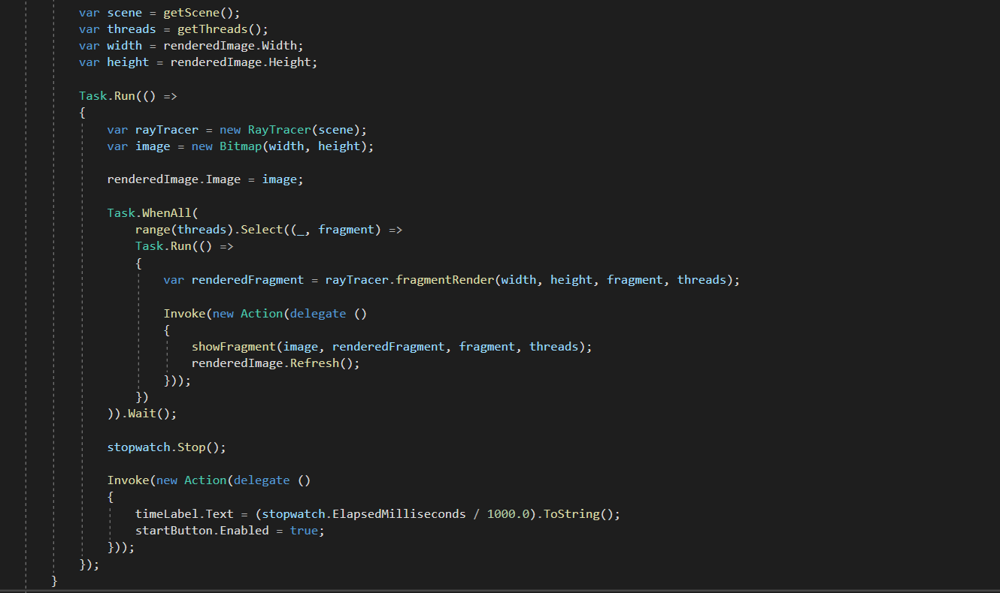 var scene = getScene();
var threads = getThreads();
var width = renderedImage.Width;
var height = renderedImage.Height;
Task.Run(() =>
{
var rayTracer = new RayTracer(scene);
var image = new Bitmap(width, height);
renderedImage.Image = image;
Task.WhenAll(
range(threads).Select((_, fragment) =>
Task.Run(() =>
{
var renderedFragment = rayTracer.fragmentRender(width, height, fragment, threads);
Invoke(new Action(delegate ()
{
showFragment(image, renderedFragment, fragment, threads);
renderedImage.Refresh();
}));
})
)).Wait();
stopwatch.Stop();
Invoke(new Action(delegate ()
{
timeLabel.Text = (stopwatch.ElapsedMilliseconds / 1000.0).ToString();
startButton.Enabled = true;
}));
});
}